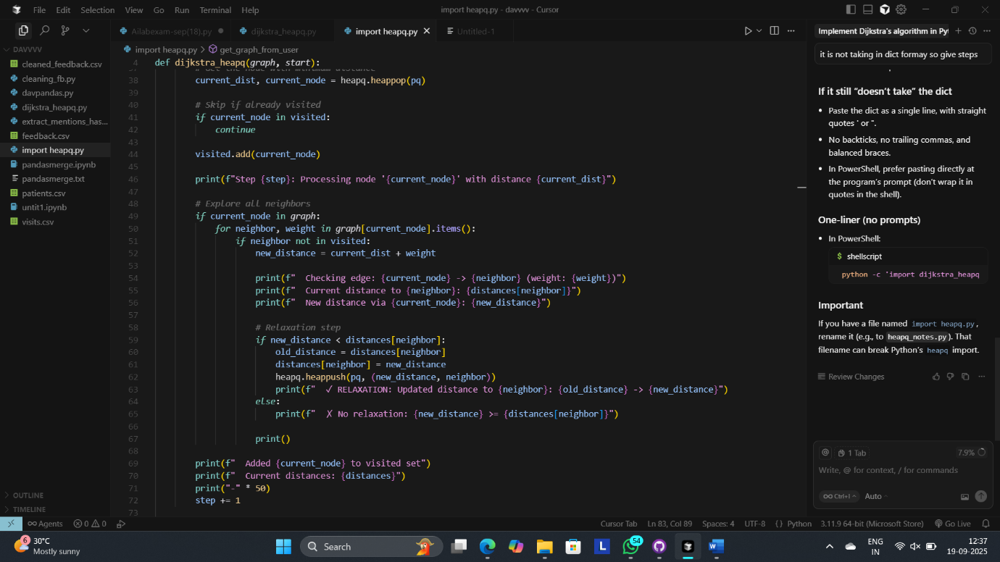 File Edit Selection View Go Run Terminal Help
import heapq.py - davvvv - Cursor
Ailabexam-sep(18).py
dijkstra_heapq.py
import heapq.py
Untitled-1
Implement Dijkstra's algorithm in Pyt
DAVVVV
cleaned_feedback.csv
cleaning_fb.py
davpandas.py
dijkstra_heapq.py
extract_mentions_has...
feedback.csv
import heapq.py
pandasmerge.ipynb
pandasmerge.txt
patients.csv
untit1.ipynb
visits.csv
OUTLINE
TIMELINE
import heapq.py > get_graph_from_user
4 def dijkstra_heapq(graph, start):
37 # Get the node with minimum distance
38 current_dist, current_node = heapq.heappop(pq)
39
40 # Skip if already visited
41 if current_node in visited:
42 continue
43
44 visited.add(current_node)
45
46 print(f"Step {step}: Processing node '{current_node}' with distance {current_dist}")
47
48 # Explore all neighbors
49 if current_node in graph:
50 for neighbor, weight in graph[current_node].items():
51 if neighbor not in visited:
52 new_distance = current_dist + weight
53
54 print(f"  Checking edge: {current_node} -> {neighbor} (weight: {weight})")
55 print(f"  Current distance to {neighbor}: {distances[neighbor]}")
56 print(f"  New distance via {current_node}: {new_distance}")
57
58 # Relaxation step
59 if new_distance < distances[neighbor]:
60 old_distance = distances[neighbor]
61 distances[neighbor] = new_distance
62 heapq.heappush(pq, (new_distance, neighbor))
63 print(f"  ✓ RELAXATION: Updated distance to {neighbor}: {old_distance} -> {new_distance}")
64 else:
65 print(f"  ✗ No relaxation: {new_distance} >= {distances[neighbor]}")
66
67 print()
68
69 print(f"  Added {current_node} to visited set")
70 print(f"  Current distances: {distances}")
71 print("-" * 50)
72 step += 1
73
it is not taking in dict formay so give steps
If it still “doesn’t take” the dict
• Paste the dict as a single line, with straight
quotes ' or ".
• No backticks, no trailing commas, and
balanced braces.
• In PowerShell, prefer pasting directly at
the program’s prompt (don’t wrap it in
quotes in the shell).
One-liner (no prompts)
• In PowerShell:
$ shellscript
python -c "import dijkstra_heapq
Important
If you have a file named import heapq.py,
rename it (e.g., to heapq_notes.py). That
filename can break Python’s heapq import.
Review Changes
@ 1 Tab 7.9%
Write, @ for context, / for commands
∞ Ctrl+I Auto
Agents 0 0
Cursor Tab Ln 83, Col 89 Spaces: 4 UTF-8 {} Python 3.11.9 64-bit (Microsoft Store) Go Live
6
30°C
Mostly sunny
Search
L
54
W
ENG
IN
12:37
19-09-2025